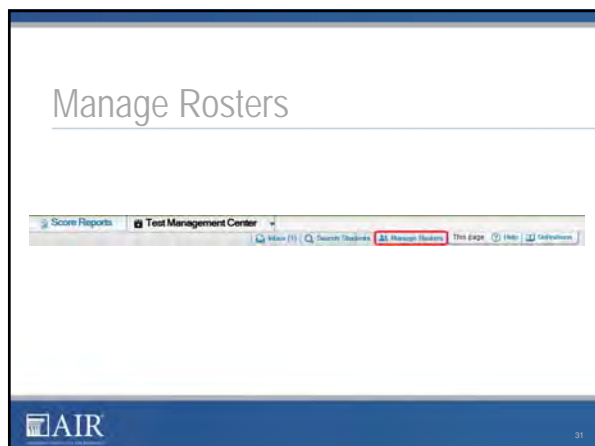 Manage Rosters
Score Reports Test Management Center
Inbox (1) Search Students Manage Rosters This page Help Definitions
AIR
31